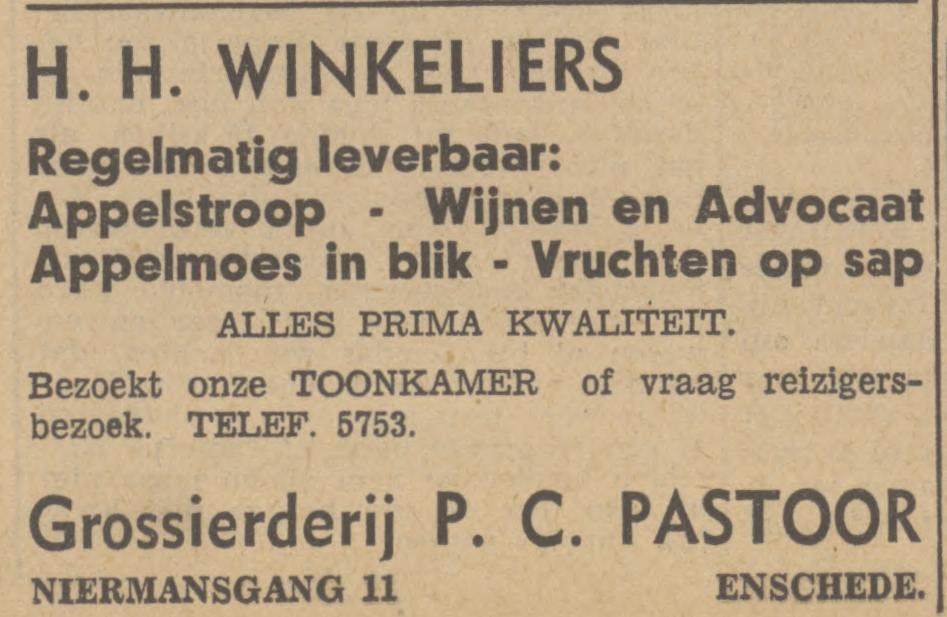 H. H. WINKELIERS
Regelmatig leverbaar:
Appelstroop - Wijnen en Advocaat
Appelmoes in blik - Vruchten op sap
ALLES PRIMA KWALITEIT.
Bezoekt onze TOONKAMER of vraag reizigers-
bezoek. TELEF. 5753.
Grossierderij P. C. PASTOOR
NIERMANSGANG 11 ENSCHEDE.